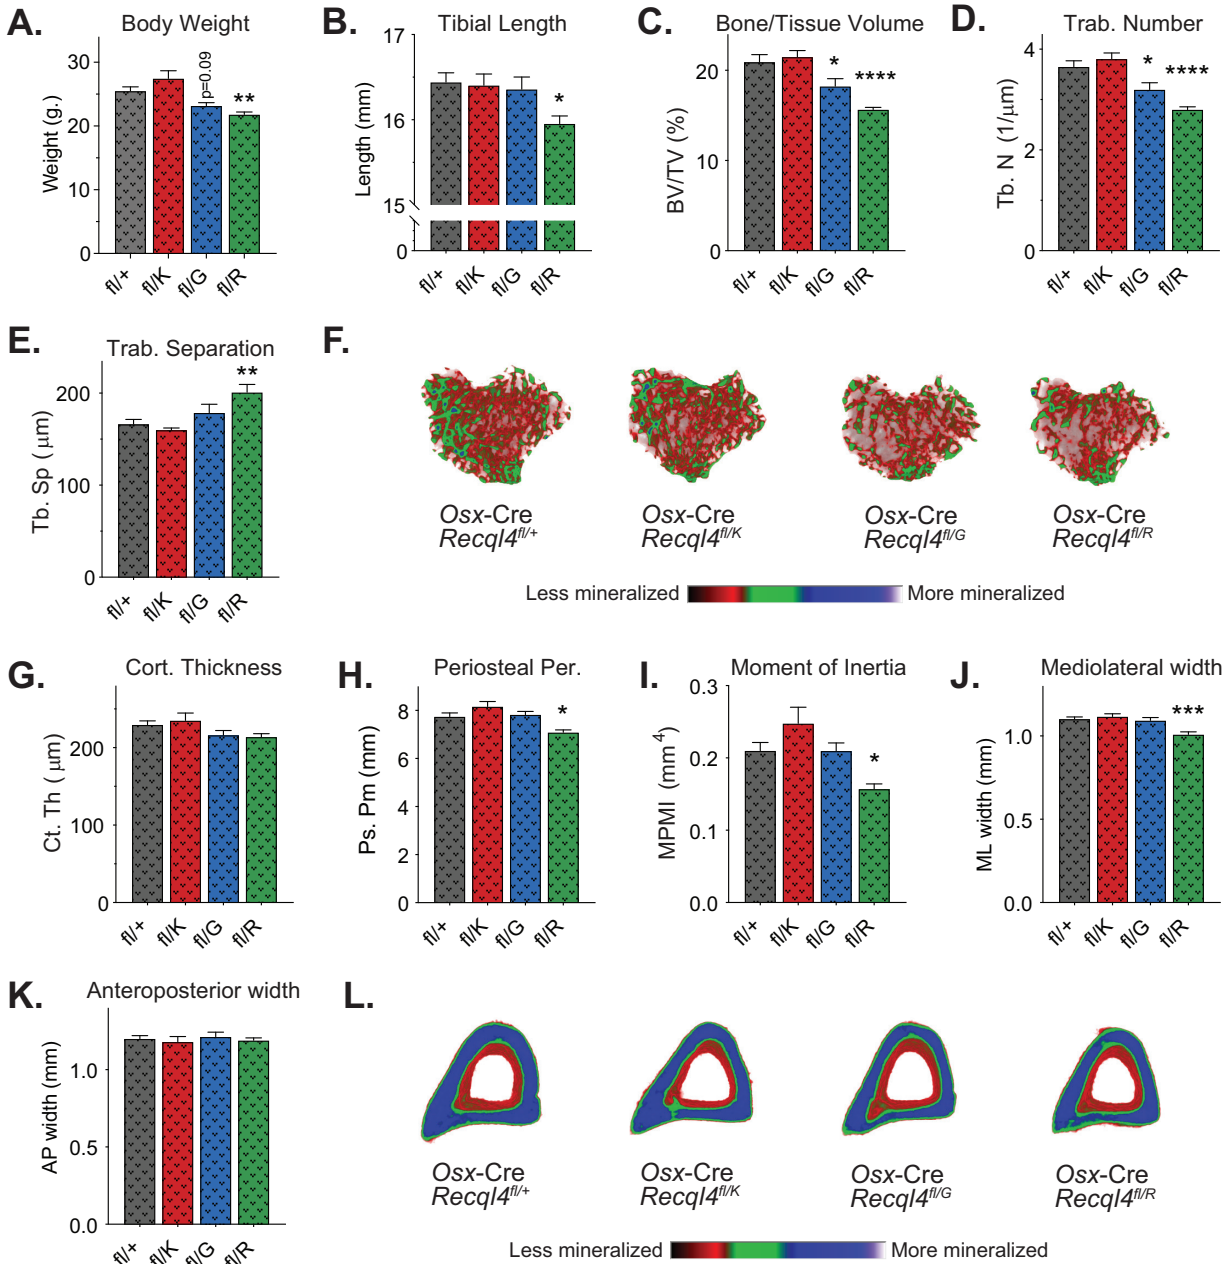 A.
Body Weight
Weight (g.)
30
20
10
0
p=0.09
**
fl/+
fl/K
fl/G
fl/R
B.
Tibial Length
Length (mm)
17
16
15
0
*
fl/+
fl/K
fl/G
fl/R
C.
Bone/Tissue Volume
BV/TV (%)
20
10
0
*
****
fl/+
fl/K
fl/G
fl/R
D.
Trab. Number
Tb. N (1/μm)
4
2
0
*
****
fl/+
fl/K
fl/G
fl/R
E.
Trab. Separation
Tb. Sp ( μm)
200
100
0
**
fl/+
fl/K
fl/G
fl/R
F.
Osx-Cre
Recql4fl/+
Osx-Cre
Recql4fl/K
Osx-Cre
Recql4fl/G
Osx-Cre
Recql4fl/R
Less mineralized
More mineralized
G.
Cort. Thickness
Ct. Th ( μm)
200
100
0
fl/+
fl/K
fl/G
fl/R
H.
Periosteal Per.
Ps. Pm (mm)
8
6
4
2
0
*
fl/+
fl/K
fl/G
fl/R
I.
Moment of Inertia
MPMI (mm4)
0.3
0.2
0.1
0.0
*
fl/+
fl/K
fl/G
fl/R
J.
Mediolateral width
ML width (mm)
1.0
0.5
0.0
***
fl/+
fl/K
fl/G
fl/R
K.
Anteroposterior width
AP width (mm)
1.0
0.5
0.0
fl/+
fl/K
fl/G
fl/R
L.
Osx-Cre
Recql4fl/+
Osx-Cre
Recql4fl/K
Osx-Cre
Recql4fl/G
Osx-Cre
Recql4fl/R
Less mineralized
More mineralized